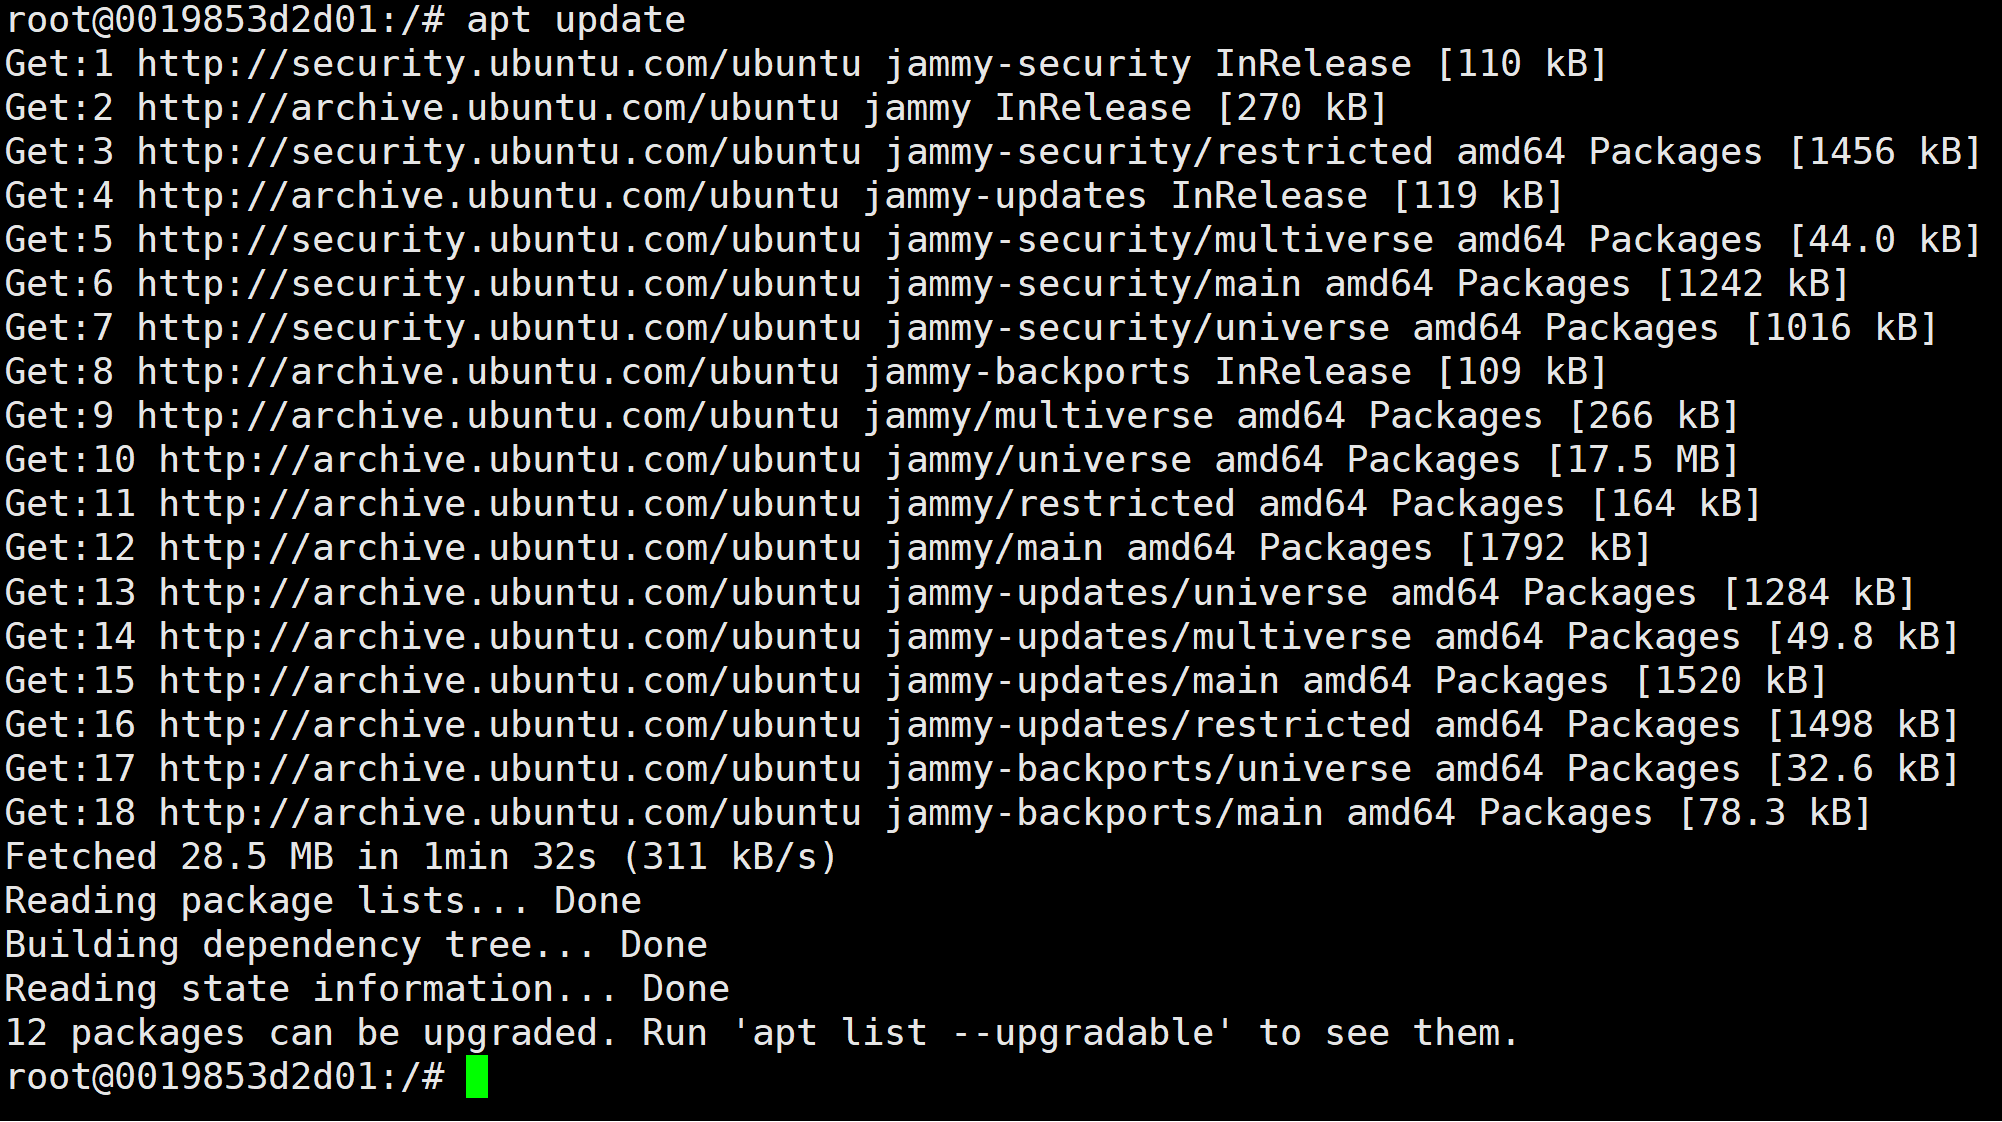 root@0019853d2d01:/# apt update
Get:1 http://security.ubuntu.com/ubuntu jammy-security InRelease [110 kB]
Get:2 http://archive.ubuntu.com/ubuntu jammy InRelease [270 kB]
Get:3 http://security.ubuntu.com/ubuntu jammy-security/restricted amd64 Packages [1456 kB]
Get:4 http://archive.ubuntu.com/ubuntu jammy-updates InRelease [119 kB]
Get:5 http://security.ubuntu.com/ubuntu jammy-security/multiverse amd64 Packages [44.0 kB]
Get:6 http://security.ubuntu.com/ubuntu jammy-security/main amd64 Packages [1242 kB]
Get:7 http://security.ubuntu.com/ubuntu jammy-security/universe amd64 Packages [1016 kB]
Get:8 http://archive.ubuntu.com/ubuntu jammy-backports InRelease [109 kB]
Get:9 http://archive.ubuntu.com/ubuntu jammy/multiverse amd64 Packages [266 kB]
Get:10 http://archive.ubuntu.com/ubuntu jammy/universe amd64 Packages [17.5 MB]
Get:11 http://archive.ubuntu.com/ubuntu jammy/restricted amd64 Packages [164 kB]
Get:12 http://archive.ubuntu.com/ubuntu jammy/main amd64 Packages [1792 kB]
Get:13 http://archive.ubuntu.com/ubuntu jammy-updates/universe amd64 Packages [1284 kB]
Get:14 http://archive.ubuntu.com/ubuntu jammy-updates/multiverse amd64 Packages [49.8 kB]
Get:15 http://archive.ubuntu.com/ubuntu jammy-updates/main amd64 Packages [1520 kB]
Get:16 http://archive.ubuntu.com/ubuntu jammy-updates/restricted amd64 Packages [1498 kB]
Get:17 http://archive.ubuntu.com/ubuntu jammy-backports/universe amd64 Packages [32.6 kB]
Get:18 http://archive.ubuntu.com/ubuntu jammy-backports/main amd64 Packages [78.3 kB]
Fetched 28.5 MB in 1min 32s (311 kB/s)
Reading package lists... Done
Building dependency tree... Done
Reading state information... Done
12 packages can be upgraded. Run 'apt list --upgradable' to see them.
root@0019853d2d01:/#